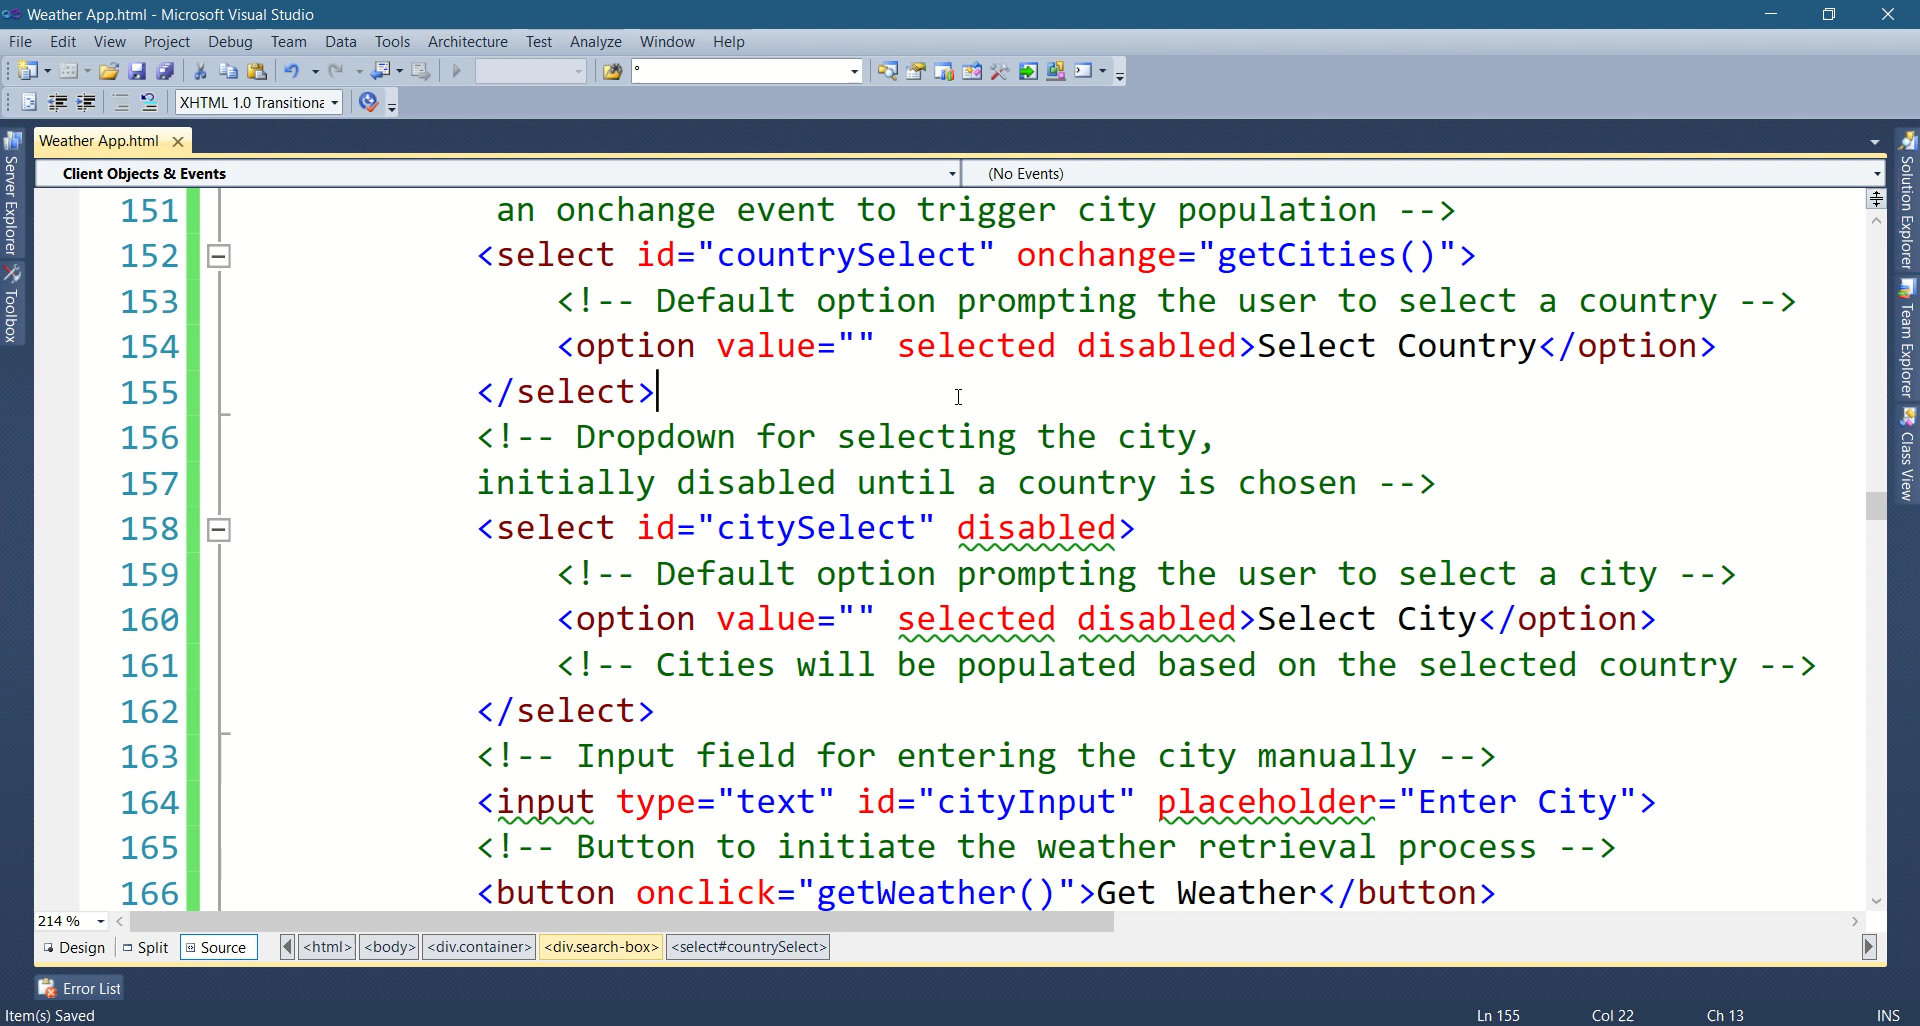 Weather App.html - Microsoft Visual Studio
File Edit View Project Debug Team Data Tools Architecture Test Analyze Window Help
XHTML 1.0 Transitiona
Server Explorer
Toolbox
Weather App.html
Client Objects & Events
(No Events)
Solution Explorer
Team Explorer
Class View
151 an onchange event to trigger city population -->
152 <select id="countrySelect" onchange="getCities()">
153 <!-- Default option prompting the user to select a country -->
154 <option value="" selected disabled>Select Country</option>
155 </select>
156 <!-- Dropdown for selecting the city,
157 initially disabled until a country is chosen -->
158 <select id="citySelect" disabled>
159 <!-- Default option prompting the user to select a city -->
160 <option value="" selected disabled>Select City</option>
161 <!-- Cities will be populated based on the selected country -->
162 </select>
163 <!-- Input field for entering the city manually -->
164 <input type="text" id="cityInput" placeholder="Enter City">
165 <!-- Button to initiate the weather retrieval process -->
166 <button onclick="getWeather()">Get Weather</button>
214 %
Design Split Source <html> <body> <div.container> <div.search-box> <select#countrySelect>
Error List
Item(s) Saved Ln 155 Col 22 Ch 13 INS